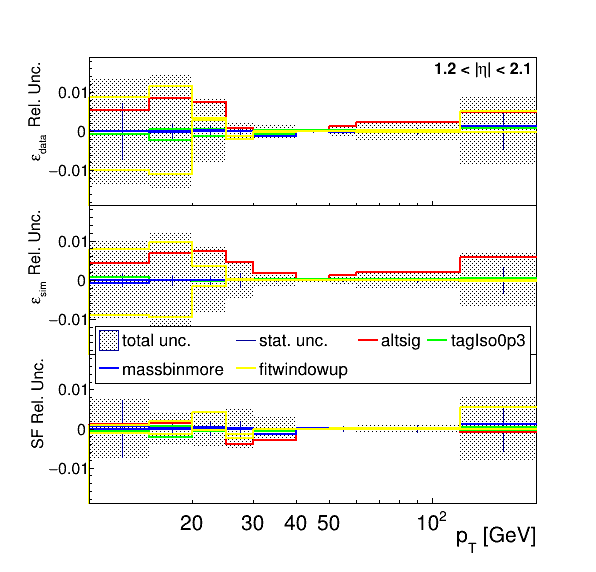 1.2 < |η| < 2.1
ε_data Rel. Unc.
0.01
0
−0.01
ε_sim Rel. Unc.
0.01
0
−0.01
total unc. stat. unc. altsig tagIso0p3
massbinmore fitwindowup
SF Rel. Unc.
0.01
0
−0.01
20 30 40 50 10²
p_T [GeV]